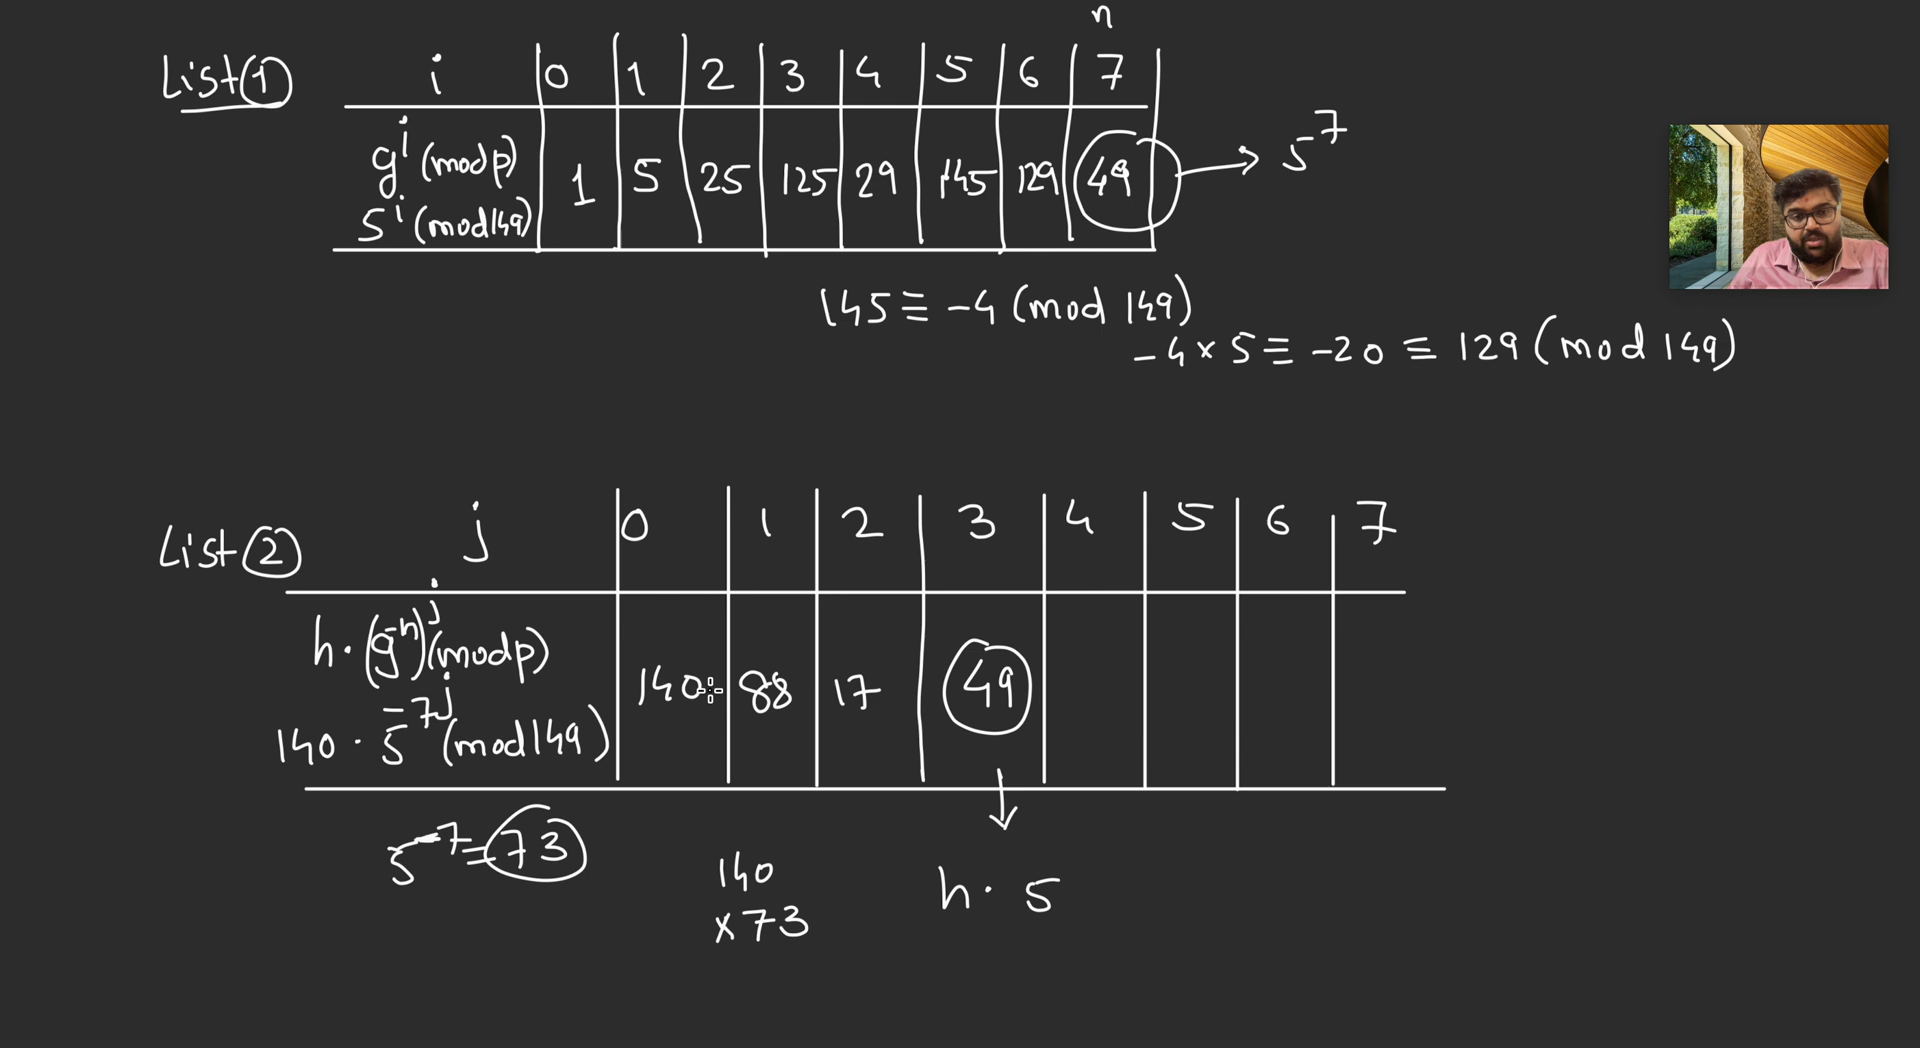 n
List ① i 0 1 2 3 4 5 6 7
gⁱ (mod p)
5ⁱ (mod 149) 1 5 25 125 29 145 129 49 → 5⁷
145 ≡ -4 (mod 149)
-4 × 5 ≡ -20 ≡ 129 (mod 149)
List ② j 0 1 2 3 4 5 6 7
h · (g⁻ⁿ)ʲ (mod p)
140 88 17 49
140 · 5⁻⁷ʲ (mod 149)
5⁻⁷ ≡ 73
140
× 73
h · 5